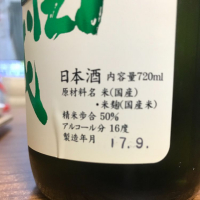 日本酒 内容量720ml
原材料名 米(国産)
・米麹(国産米)
精米歩合 50%
アルコール分 16度
製造年月
17.9.